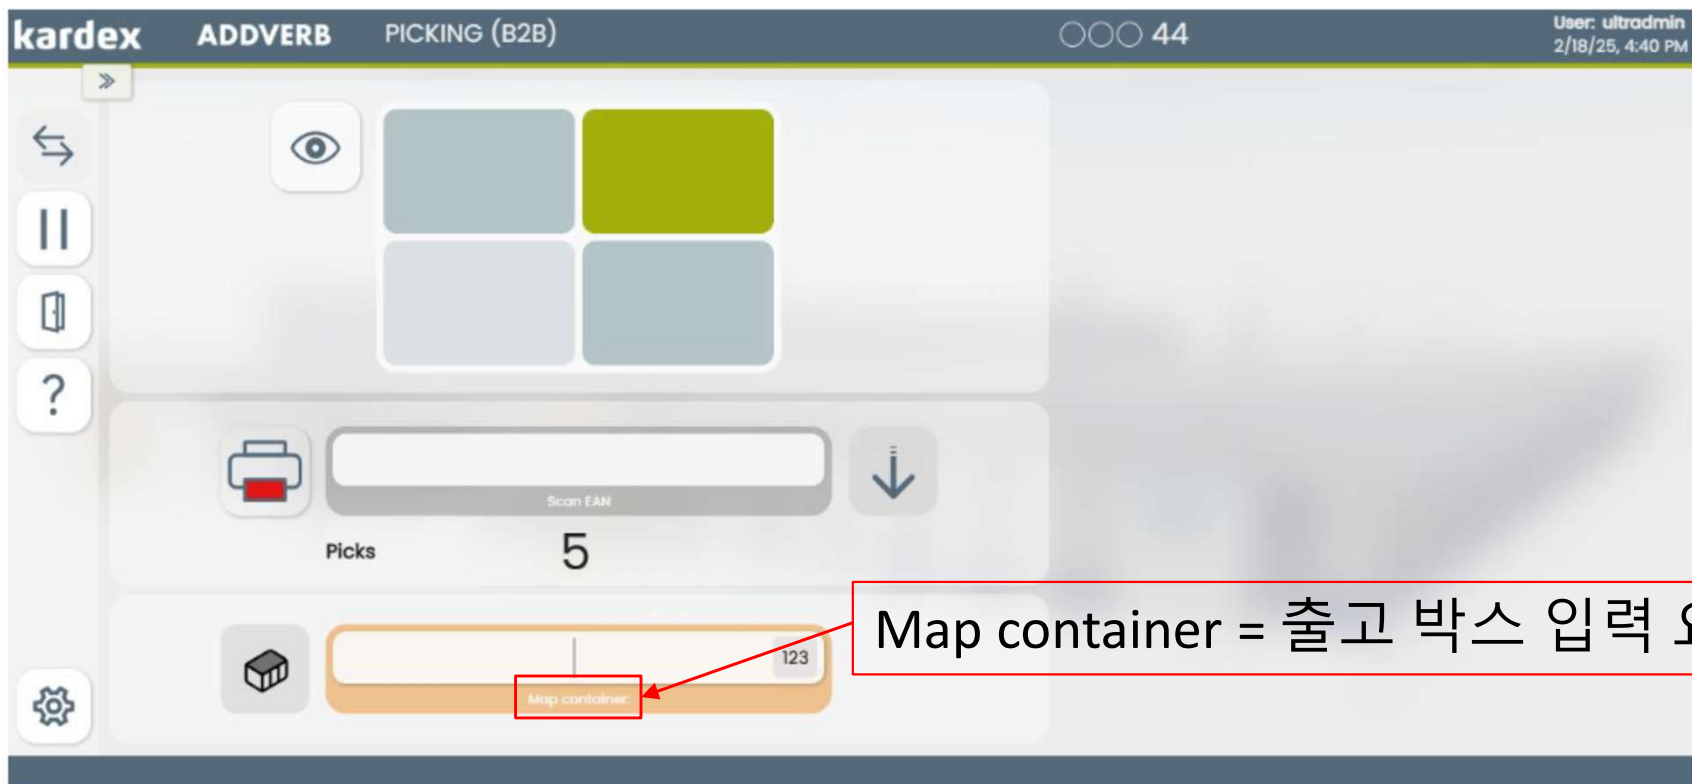 kardex ADDVERB PICKING (B2B) 44 User: ultradmin
2/18/25, 4:40 PM
Scan EAN
Picks 5
Map container = 출고 박스 입력
123
Map container: